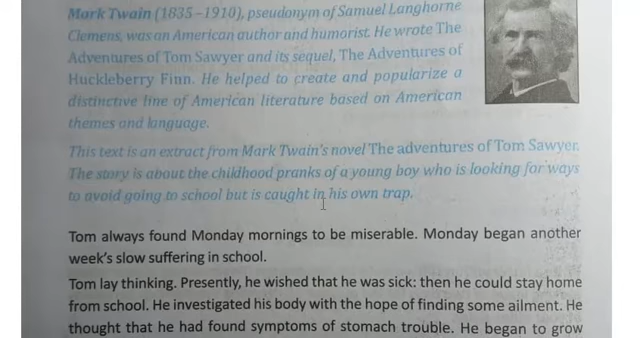 Mark Twain (1835 –1910), pseudonym of Samuel Langhorne
Clemens, was an American author and humorist. He wrote The
Adventures of Tom Sawyer and its sequel, The Adventures of
Huckleberry Finn. He helped to create and popularize a
distinctive line of American literature based on American
themes and language.
This text is an extract from Mark Twain's novel The adventures of Tom Sawyer.
The story is about the childhood pranks of a young boy who is looking for ways
to avoid going to school but is caught in his own trap.
Tom always found Monday mornings to be miserable. Monday began another
week's slow suffering in school.
Tom lay thinking. Presently, he wished that he was sick: then he could stay home
from school. He investigated his body with the hope of finding some ailment. He
thought that he had found symptoms of stomach trouble. He began to grow